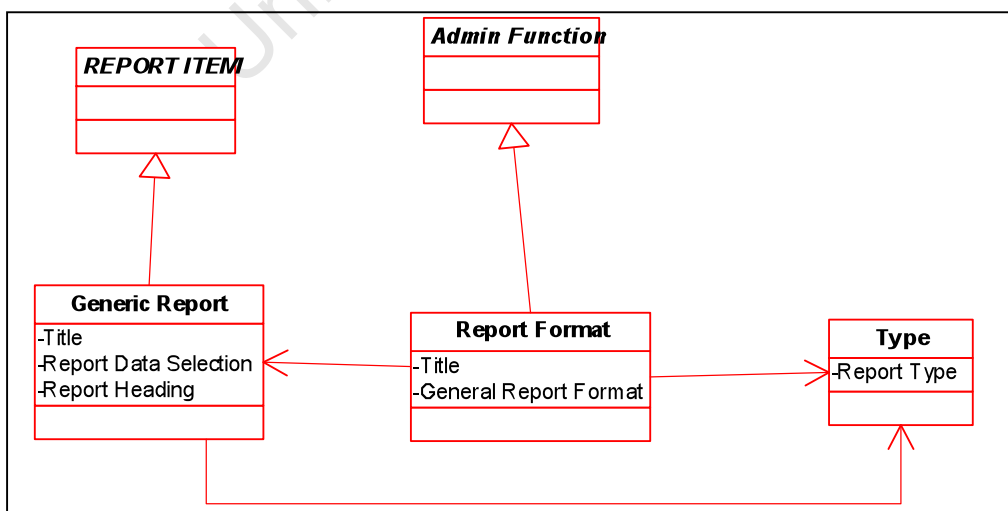 Admin Function
REPORT ITEM
Generic Report
-Title
-Report Data Selection
-Report Heading
Report Format
-Title
-General Report Format
Type
-Report Type